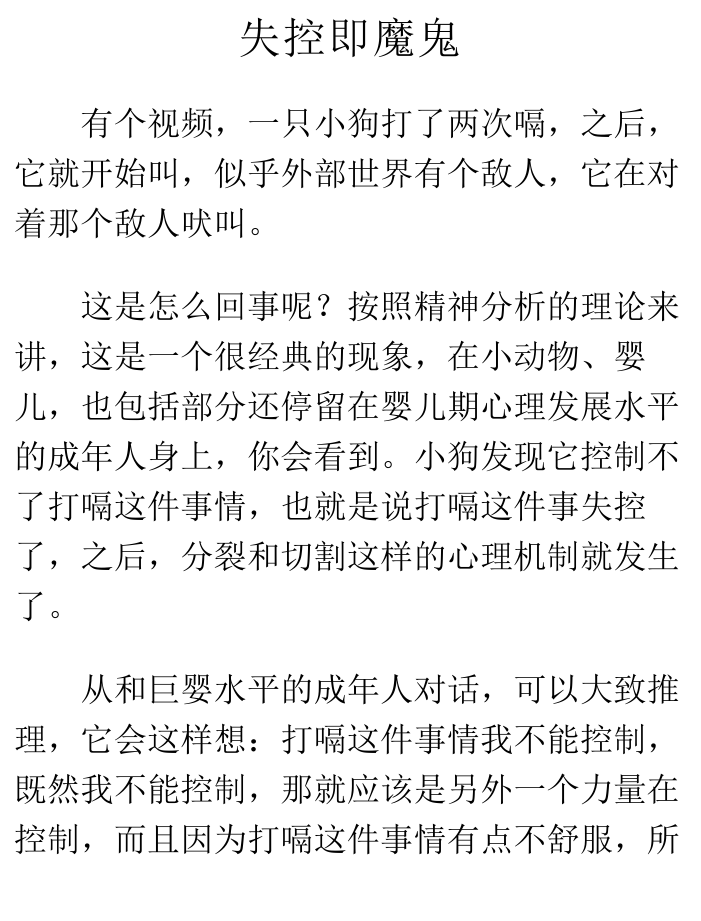 失控即魔鬼
有个视频，一只小狗打了两次嗝，之后，
它就开始叫，似乎外部世界有个敌人，它在对
着那个敌人吠叫。
这是怎么回事呢？按照精神分析的理论来
讲，这是一个很经典的现象，在小动物、婴
儿，也包括部分还停留在婴儿期心理发展水平
的成年人身上，你会看到。小狗发现它控制不
了打嗝这件事情，也就是说打嗝这件事失控
了，之后，分裂和切割这样的心理机制就发生
了。
从和巨婴水平的成年人对话，可以大致推
理，它会这样想：打嗝这件事情我不能控制，
既然我不能控制，那就应该是另外一个力量在
控制，而且因为打嗝这件事情有点不舒服，所